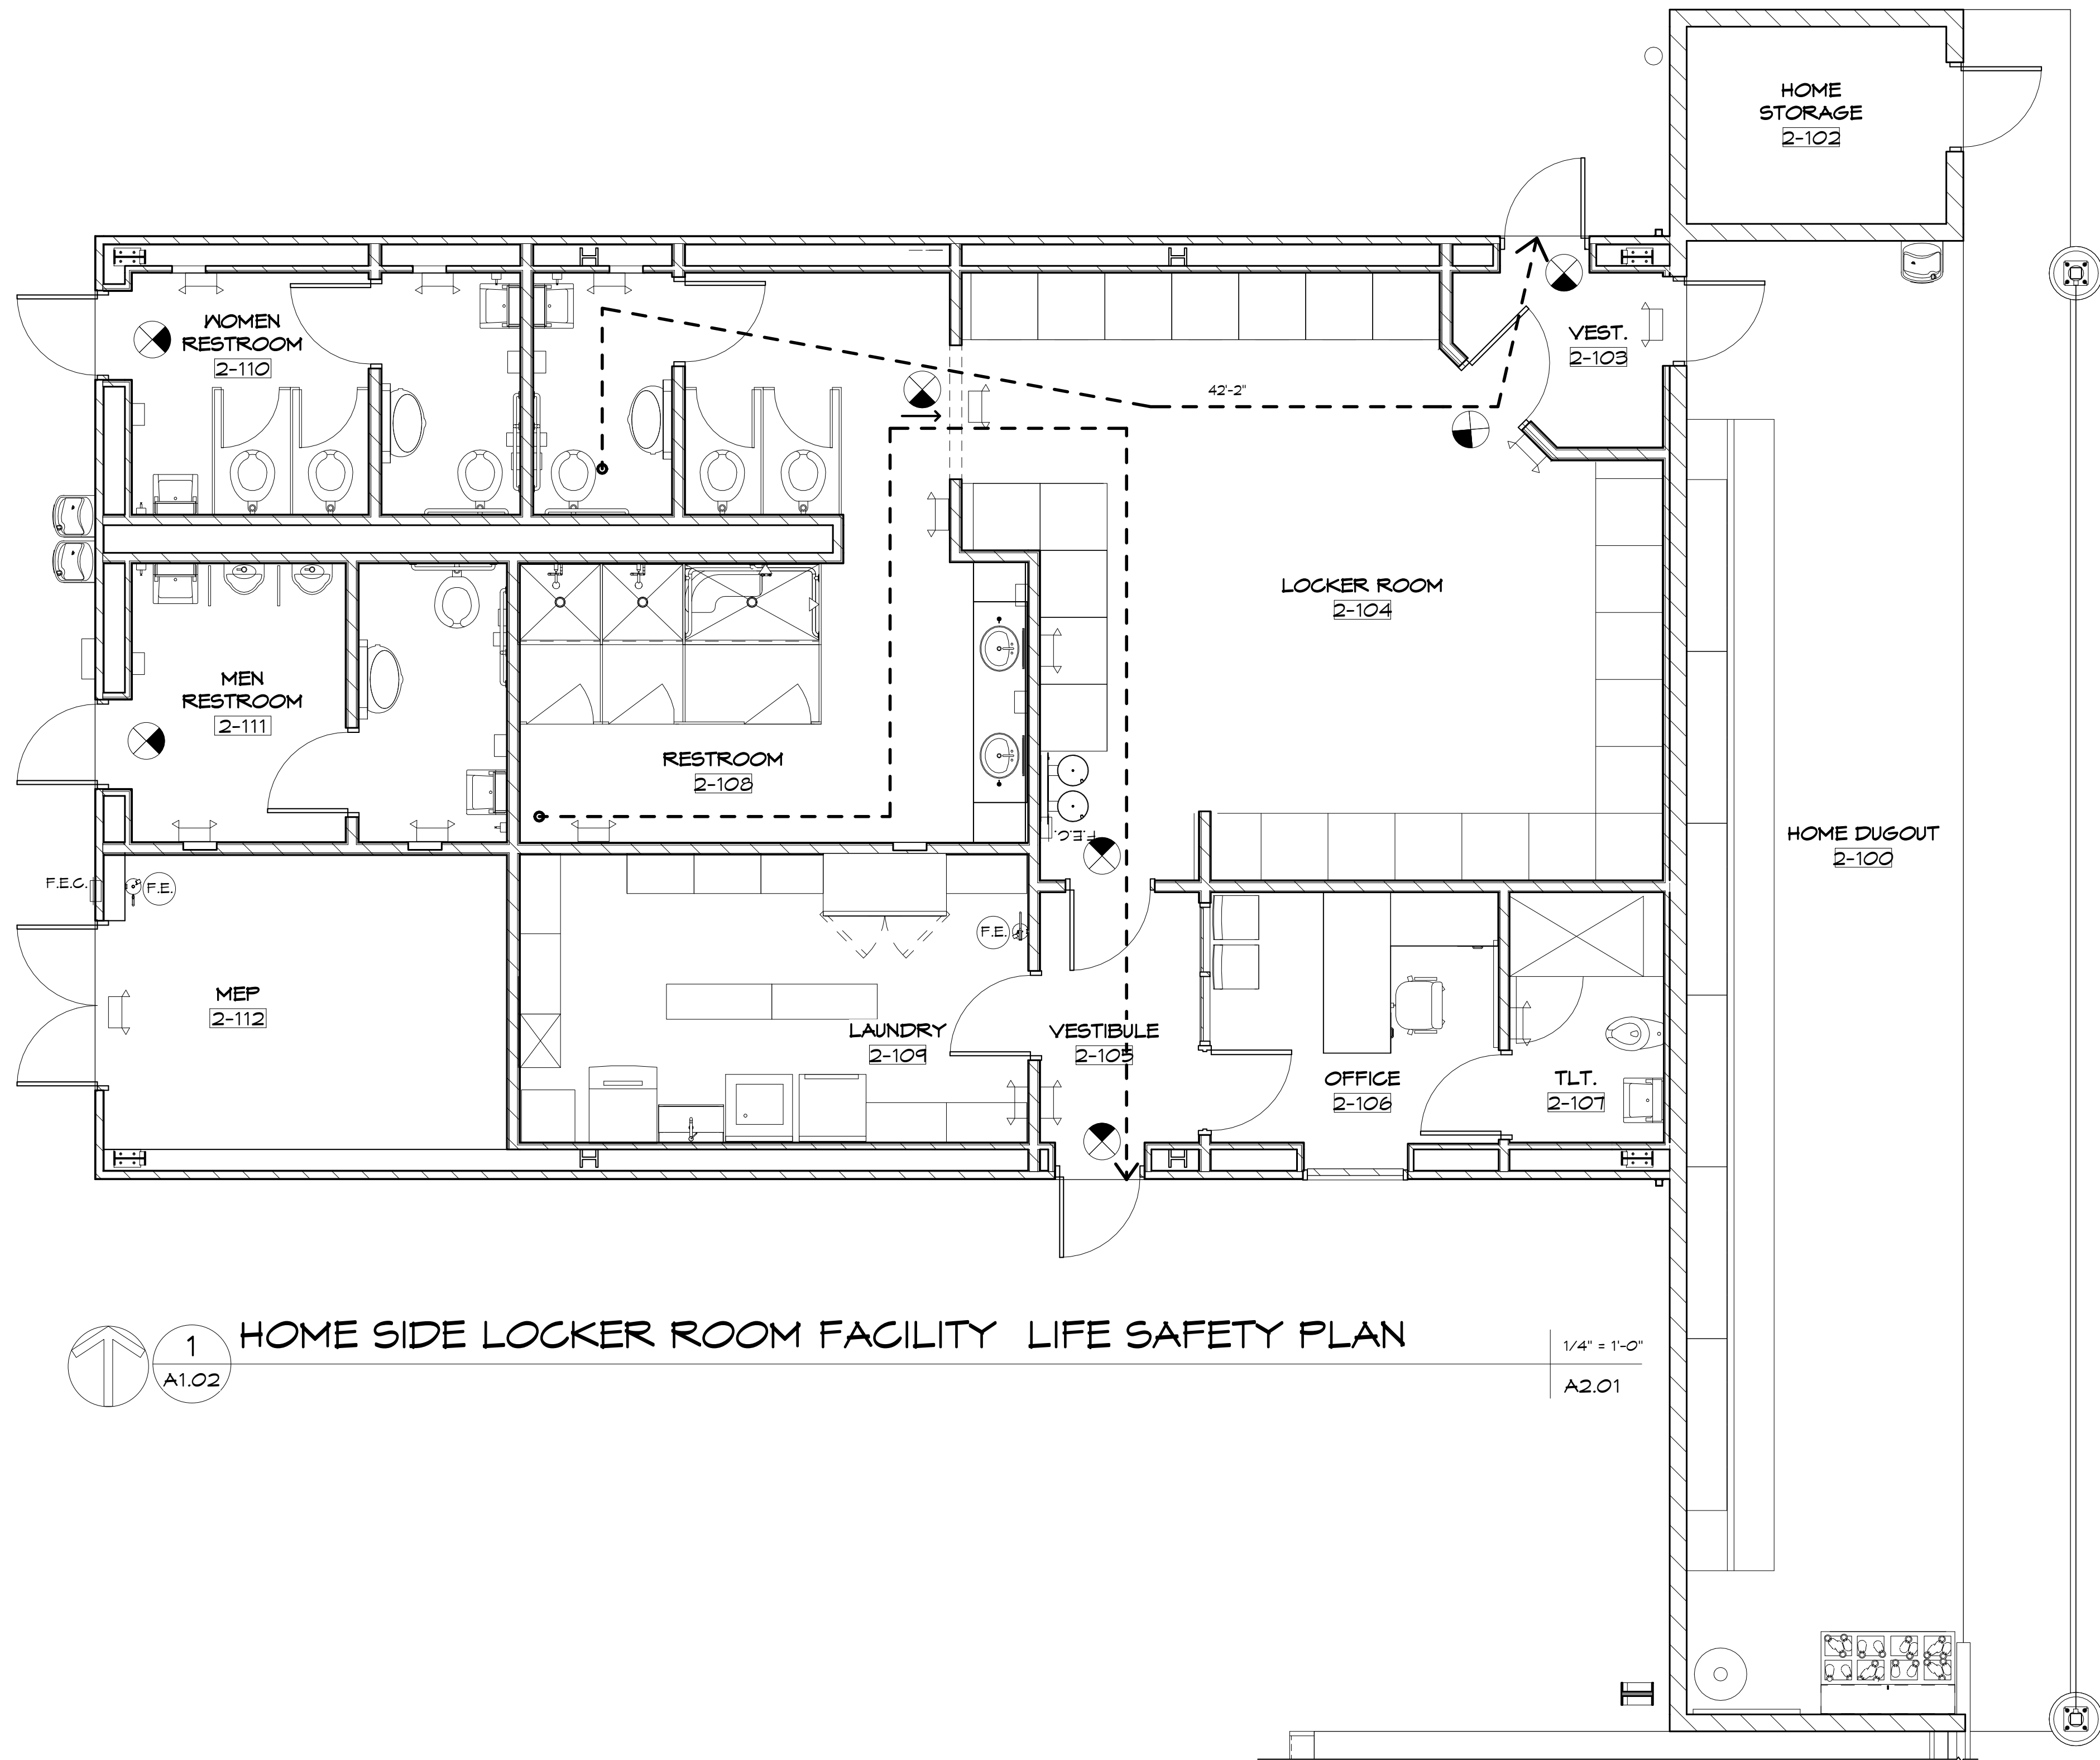 HOME
STORAGE
2-102
WOMEN
RESTROOM
2-110
VEST.
2-103
42'-2"
LOCKER ROOM
2-104
MEN
RESTROOM
2-111
RESTROOM
2-108
F.E.C.
HOME DUGOUT
2-100
F.E.C.
F.E.
F.E.
MEP
2-112
LAUNDRY
2-109
VESTIBULE
2-105
OFFICE
2-106
TLT.
2-107
1
A1.02
HOME SIDE LOCKER ROOM FACILITY LIFE SAFETY PLAN
1/4" = 1'-0"
A2.01